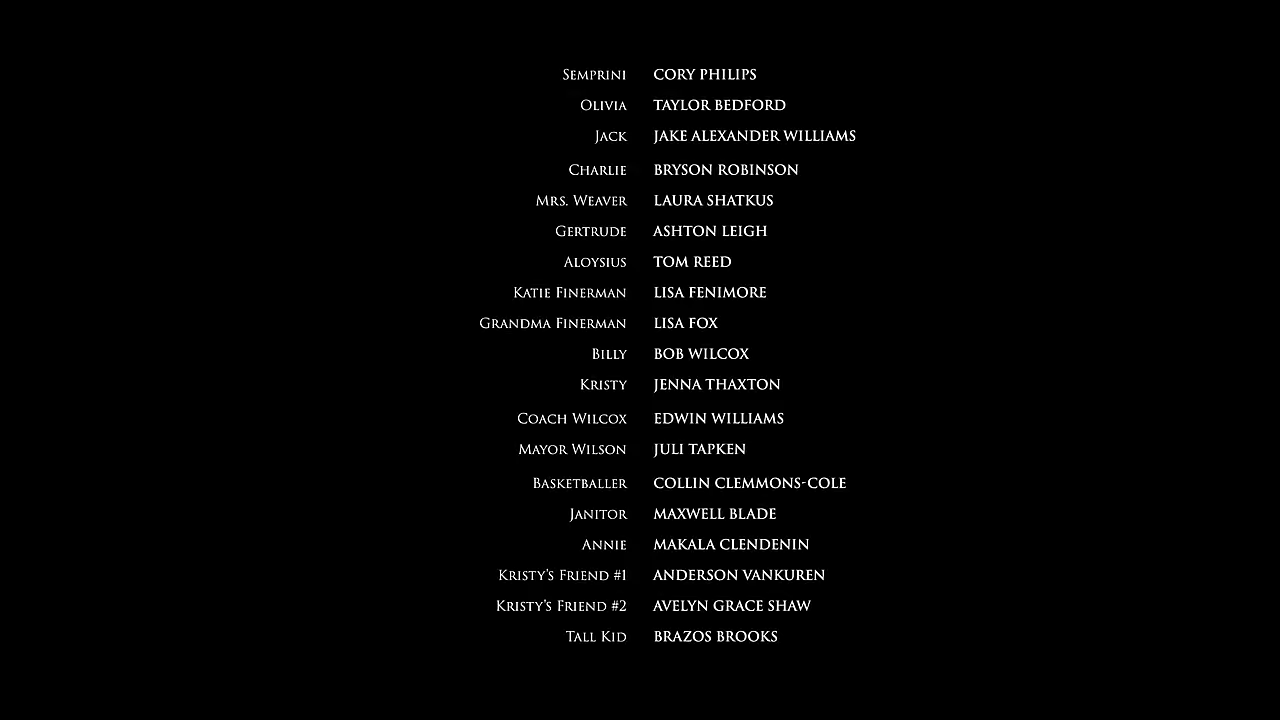 Semprini CORY PHILIPS
Olivia TAYLOR BEDFORD
Jack JAKE ALEXANDER WILLIAMS
Charlie BRYSON ROBINSON
Mrs. Weaver LAURA SHATKUS
Gertrude ASHTON LEIGH
Aloysius TOM REED
Katie Finerman LISA FENIMORE
Grandma Finerman LISA FOX
Billy BOB WILCOX
Kristy JENNA THAXTON
Coach Wilcox EDWIN WILLIAMS
Mayor Wilson JULI TAPKEN
Basketballer COLLIN CLEMMONS-COLE
Janitor MAXWELL BLADE
Annie MAKALA CLENDENIN
Kristy's Friend #1 ANDERSON VANKUREN
Kristy's Friend #2 AVELYN GRACE SHAW
Tall Kid BRAZOS BROOKS